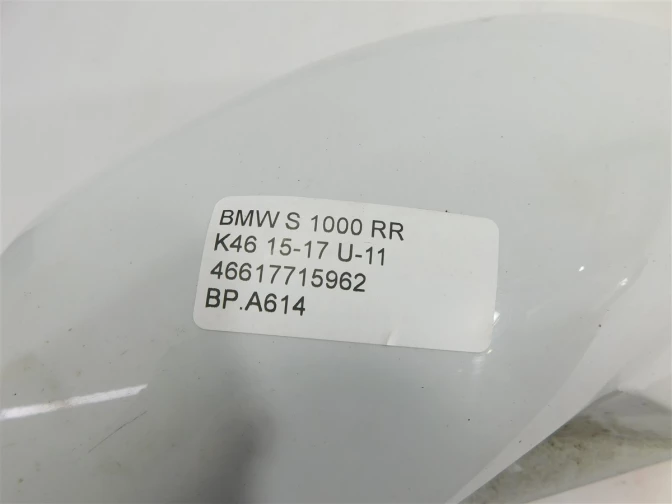 BMW S 1000 RR
K46 15-17 U-11
46617715962
BP.A614